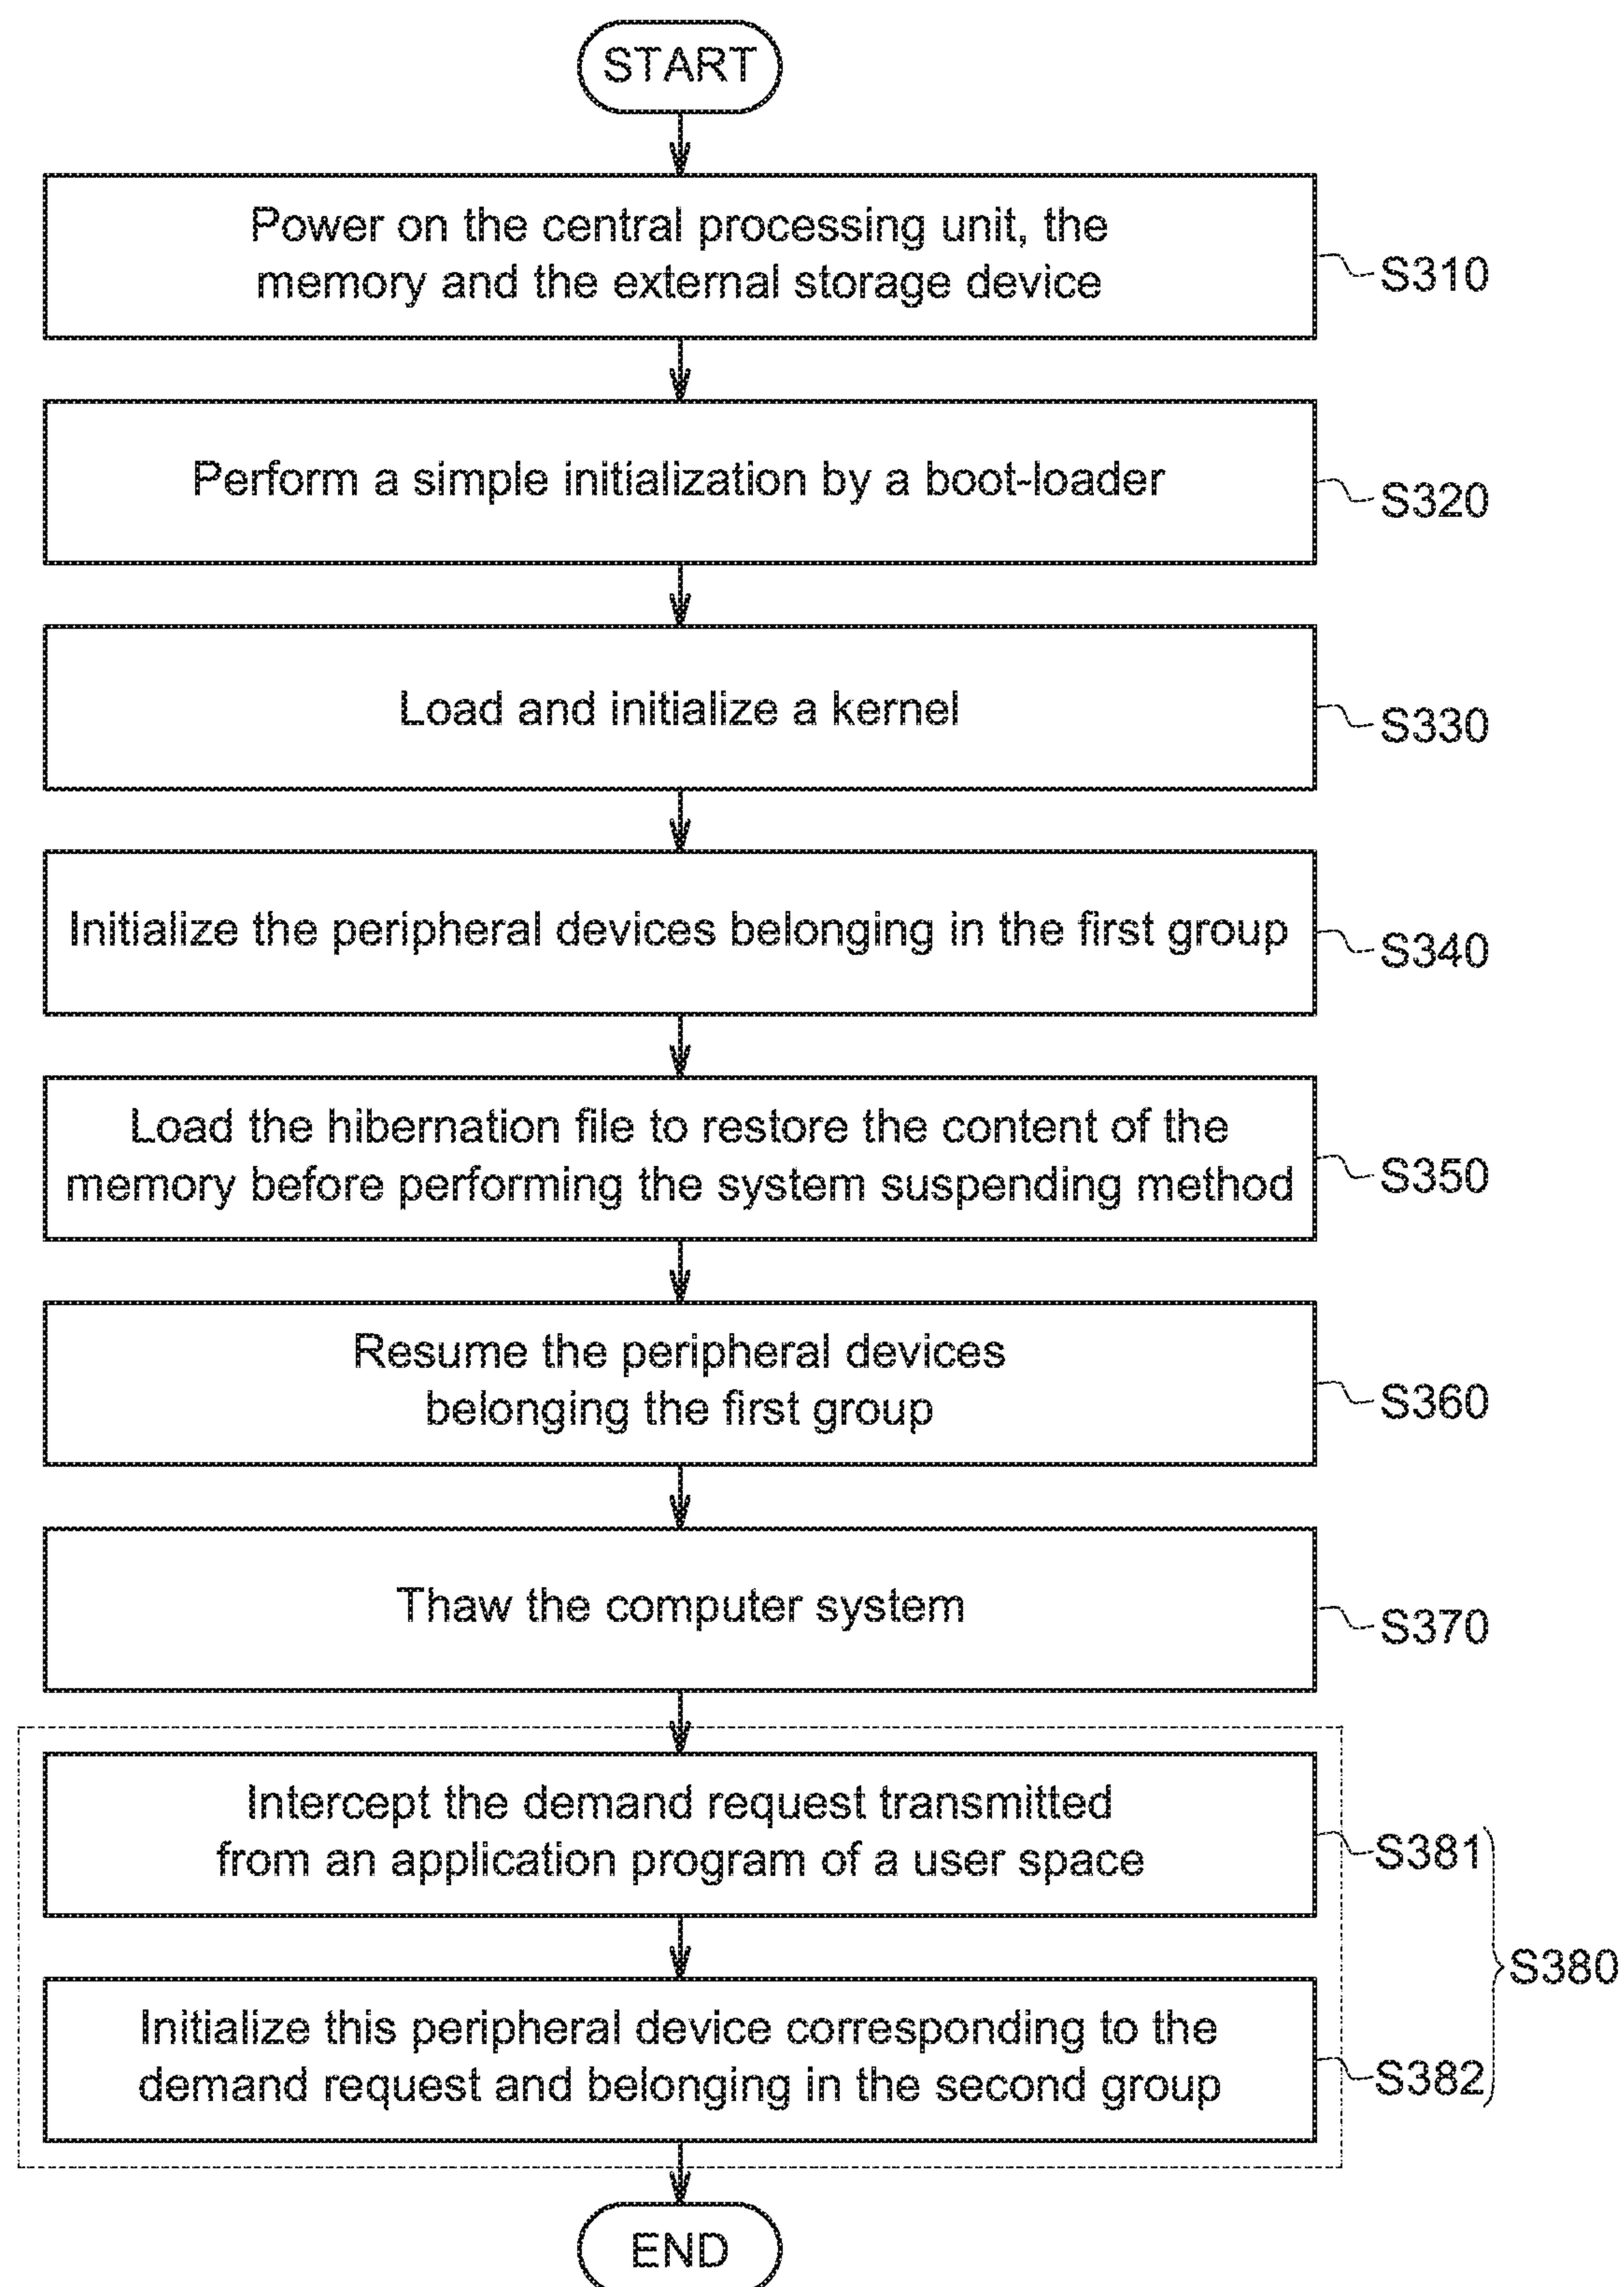 START
Power on the central processing unit, the
memory and the external storage device
S310
Perform a simple initialization by a boot-loader
S320
Load and initialize a kernel
S330
Initialize the peripheral devices belonging in the first group
S340
Load the hibernation file to restore the content of the
memory before performing the system suspending method
S350
Resume the peripheral devices
belonging the first group
S360
Thaw the computer system
S370
Intercept the demand request transmitted
from an application program of a user space
S381
S380
Initialize this peripheral device corresponding to the
demand request and belonging in the second group
S382
END